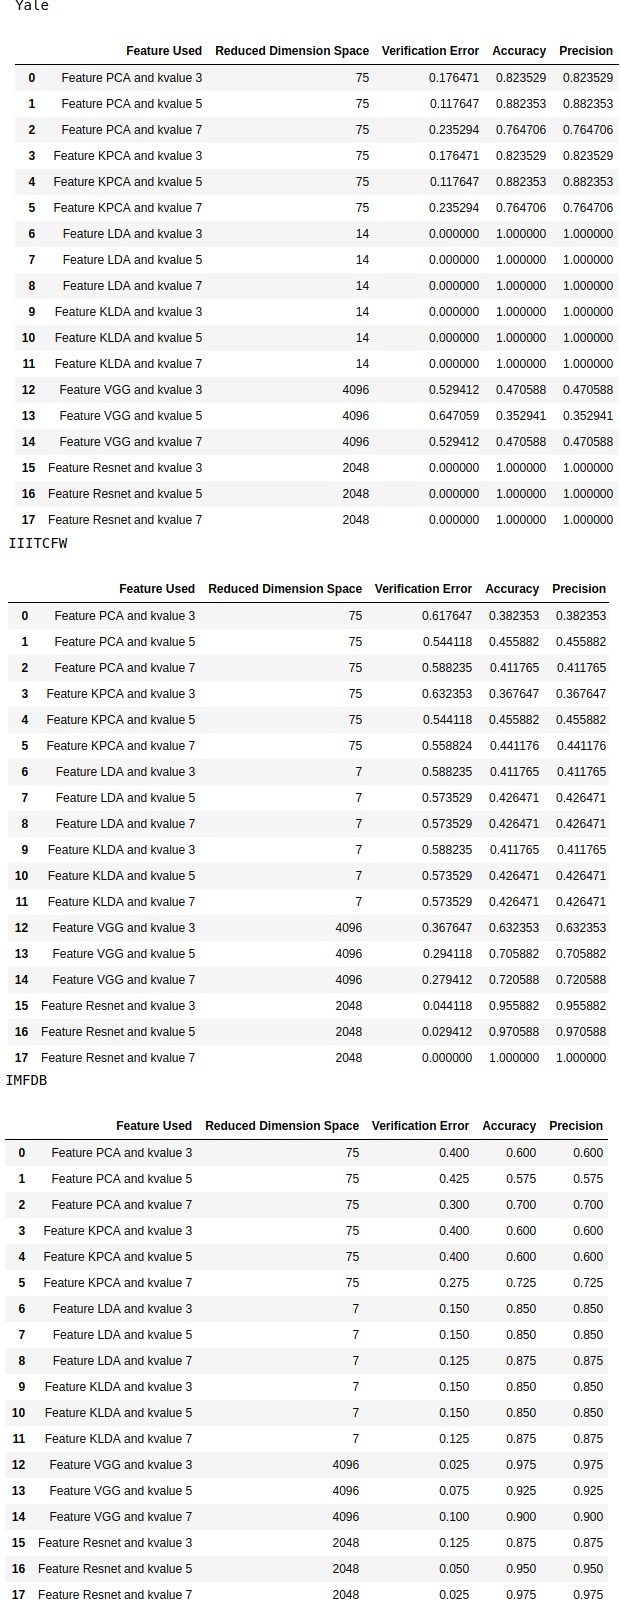 Yale
Feature Used Reduced Dimension Space Verification Error Accuracy Precision
0 Feature PCA and kvalue 3 75 0.176471 0.823529 0.823529
1 Feature PCA and kvalue 5 75 0.117647 0.882353 0.882353
2 Feature PCA and kvalue 7 75 0.235294 0.764706 0.764706
3 Feature KPCA and kvalue 3 75 0.176471 0.823529 0.823529
4 Feature KPCA and kvalue 5 75 0.117647 0.882353 0.882353
5 Feature KPCA and kvalue 7 75 0.235294 0.764706 0.764706
6 Feature LDA and kvalue 3 14 0.000000 1.000000 1.000000
7 Feature LDA and kvalue 5 14 0.000000 1.000000 1.000000
8 Feature LDA and kvalue 7 14 0.000000 1.000000 1.000000
9 Feature KLDA and kvalue 3 14 0.000000 1.000000 1.000000
10 Feature KLDA and kvalue 5 14 0.000000 1.000000 1.000000
11 Feature KLDA and kvalue 7 14 0.000000 1.000000 1.000000
12 Feature VGG and kvalue 3 4096 0.529412 0.470588 0.470588
13 Feature VGG and kvalue 5 4096 0.647059 0.352941 0.352941
14 Feature VGG and kvalue 7 4096 0.529412 0.470588 0.470588
15 Feature Resnet and kvalue 3 2048 0.000000 1.000000 1.000000
16 Feature Resnet and kvalue 5 2048 0.000000 1.000000 1.000000
17 Feature Resnet and kvalue 7 2048 0.000000 1.000000 1.000000
IIITCFW
Feature Used Reduced Dimension Space Verification Error Accuracy Precision
0 Feature PCA and kvalue 3 75 0.617647 0.382353 0.382353
1 Feature PCA and kvalue 5 75 0.544118 0.455882 0.455882
2 Feature PCA and kvalue 7 75 0.588235 0.411765 0.411765
3 Feature KPCA and kvalue 3 75 0.632353 0.367647 0.367647
4 Feature KPCA and kvalue 5 75 0.544118 0.455882 0.455882
5 Feature KPCA and kvalue 7 75 0.558824 0.441176 0.441176
6 Feature LDA and kvalue 3 7 0.588235 0.411765 0.411765
7 Feature LDA and kvalue 5 7 0.573529 0.426471 0.426471
8 Feature LDA and kvalue 7 7 0.573529 0.426471 0.426471
9 Feature KLDA and kvalue 3 7 0.588235 0.411765 0.411765
10 Feature KLDA and kvalue 5 7 0.573529 0.426471 0.426471
11 Feature KLDA and kvalue 7 7 0.573529 0.426471 0.426471
12 Feature VGG and kvalue 3 4096 0.367647 0.632353 0.632353
13 Feature VGG and kvalue 5 4096 0.294118 0.705882 0.705882
14 Feature VGG and kvalue 7 4096 0.279412 0.720588 0.720588
15 Feature Resnet and kvalue 3 2048 0.044118 0.955882 0.955882
16 Feature Resnet and kvalue 5 2048 0.029412 0.970588 0.970588
17 Feature Resnet and kvalue 7 2048 0.000000 1.000000 1.000000
IMFDB
Feature Used Reduced Dimension Space Verification Error Accuracy Precision
0 Feature PCA and kvalue 3 75 0.400 0.600 0.600
1 Feature PCA and kvalue 5 75 0.425 0.575 0.575
2 Feature PCA and kvalue 7 75 0.300 0.700 0.700
3 Feature KPCA and kvalue 3 75 0.400 0.600 0.600
4 Feature KPCA and kvalue 5 75 0.400 0.600 0.600
5 Feature KPCA and kvalue 7 75 0.275 0.725 0.725
6 Feature LDA and kvalue 3 7 0.150 0.850 0.850
7 Feature LDA and kvalue 5 7 0.150 0.850 0.850
8 Feature LDA and kvalue 7 7 0.125 0.875 0.875
9 Feature KLDA and kvalue 3 7 0.150 0.850 0.850
10 Feature KLDA and kvalue 5 7 0.150 0.850 0.850
11 Feature KLDA and kvalue 7 7 0.125 0.875 0.875
12 Feature VGG and kvalue 3 4096 0.025 0.975 0.975
13 Feature VGG and kvalue 5 4096 0.075 0.925 0.925
14 Feature VGG and kvalue 7 4096 0.100 0.900 0.900
15 Feature Resnet and kvalue 3 2048 0.125 0.875 0.875
16 Feature Resnet and kvalue 5 2048 0.050 0.950 0.950
17 Feature Resnet and kvalue 7 2048 0.025 0.975 0.975